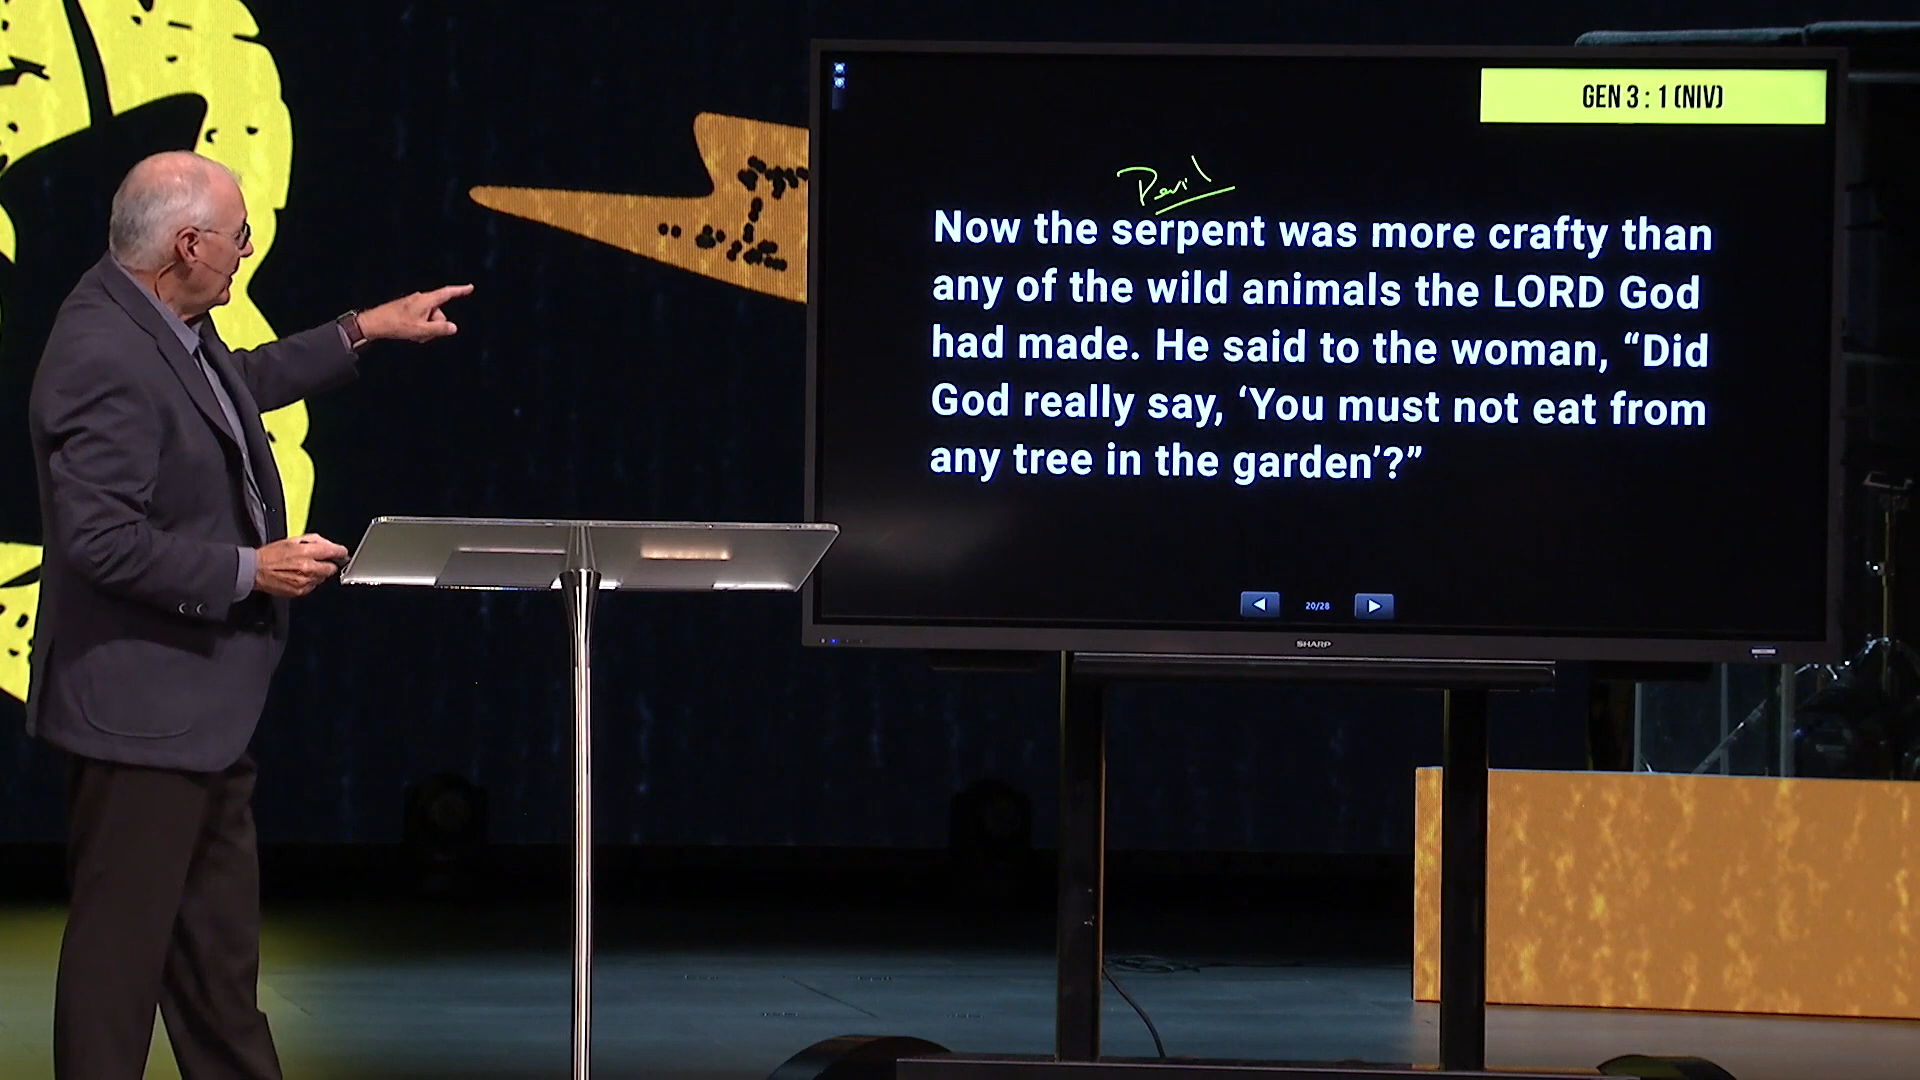 GEN 3 : 1 (NIV)
Devil
Now the serpent was more crafty than
any of the wild animals the LORD God
had made. He said to the woman, “Did
God really say, ‘You must not eat from
any tree in the garden’?”
20/28
SHARP